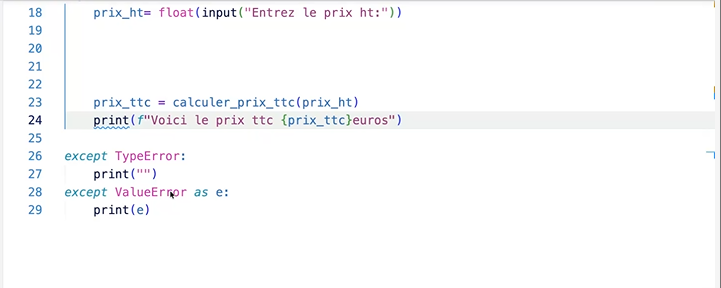 18 prix_ht= float(input("Entrez le prix ht:"))
19
20
21
22
23 prix_ttc = calculer_prix_ttc(prix_ht)
24 print(f"Voici le prix ttc {prix_ttc}euros")
25
26 except TypeError:
27 print("")
28 except ValueError as e:
29 print(e)